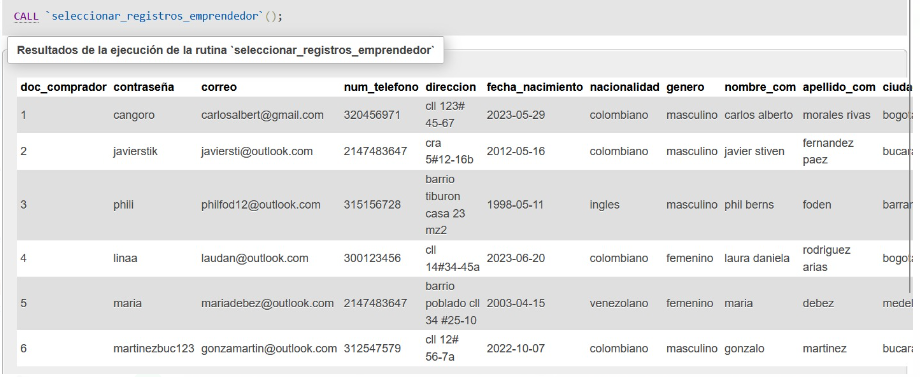 CALL `seleccionar_registros_emprendedor`();
Resultados de la ejecución de la rutina `seleccionar_registros_emprendedor`
doc_comprador contraseña correo num_telefono direccion fecha_nacimiento nacionalidad genero nombre_com apellido_com ciuda
1 cangoro carlosalbert@gmail.com 320456971 cll 123# 45-67 2023-05-29 colombiano masculino carlos alberto morales rivas bogot
2 javierstik javiersti@outlook.com 2147483647 cra 5#12-16b 2012-05-16 colombiano masculino javier stiven fernandez paez bucar
3 phili philfod12@outlook.com 315156728 barrio tiburon casa 23 mz2 1998-05-11 ingles masculino phil berns foden barran
4 linaa laudan@outlook.com 300123456 cll 14#34-45a 2023-06-20 colombiano femenino laura daniela rodriguez arias bogot
5 maria mariadebez@outlook.com 2147483647 barrio poblado cll 34 #25-10 2003-04-15 venezolano femenino maria debez medel
6 martinezbuc123 gonzamartin@outlook.com 312547579 cll 12# 56-7a 2022-10-07 colombiano masculino gonzalo martinez bucar